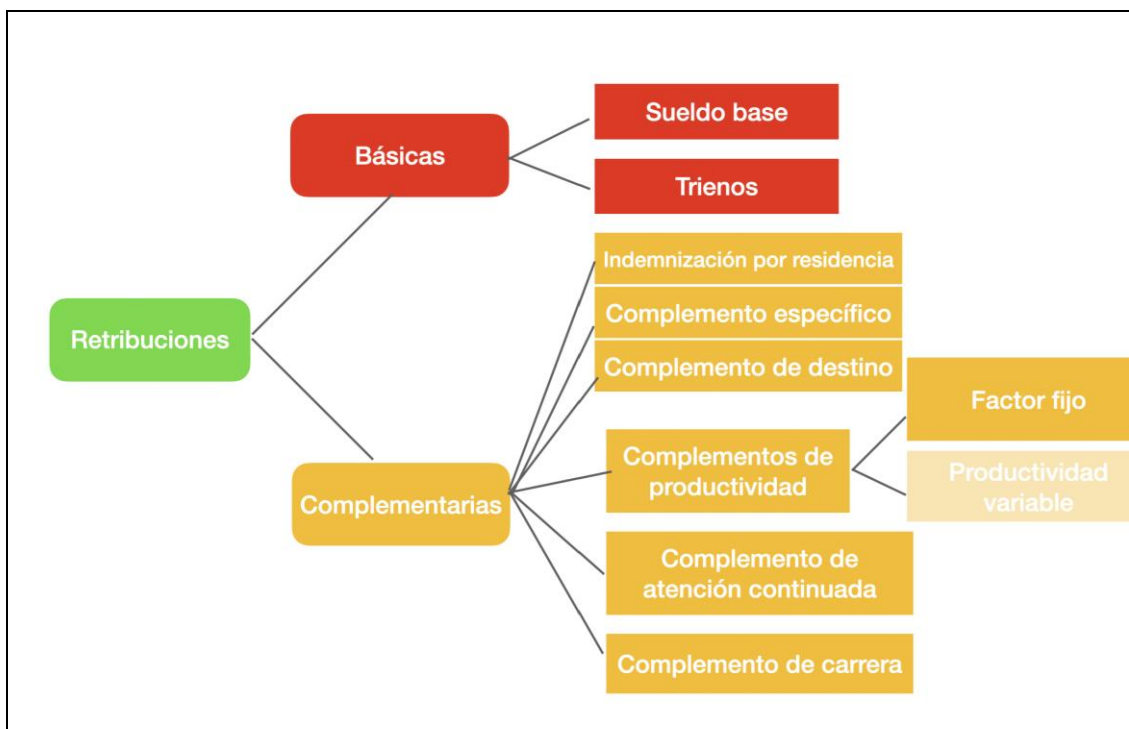 Sueldo base
Básicas
Trienos
Indemnización por residencia
Complemento específico
Retribuciones
Complemento de destino
Factor fijo
Complementos de
productividad
Productividad
variable
Complementarias
Complemento de
atención continuada
Complemento de carrera